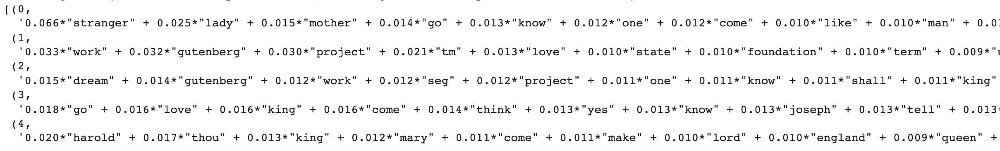 [(0,
'0.066*"stranger" + 0.025*"lady" + 0.015*"mother" + 0.014*"go" + 0.013*"know" + 0.012*"one" + 0.012*"come" + 0.010*"like" + 0.010*"man" + 0.01
(1,
'0.033*"work" + 0.032*"gutenberg" + 0.030*"project" + 0.021*"tm" + 0.013*"love" + 0.010*"state" + 0.010*"foundation" + 0.010*"term" + 0.009*"
(2,
'0.015*"dream" + 0.014*"gutenberg" + 0.012*"work" + 0.012*"seg" + 0.012*"project" + 0.011*"one" + 0.011*"know" + 0.011*"shall" + 0.011*"king"
(3,
'0.018*"go" + 0.016*"love" + 0.016*"king" + 0.016*"come" + 0.014*"think" + 0.013*"yes" + 0.013*"know" + 0.013*"joseph" + 0.013*"tell" + 0.013*
(4,
'0.020*"harold" + 0.017*"thou" + 0.013*"king" + 0.012*"mary" + 0.011*"come" + 0.011*"make" + 0.010*"lord" + 0.010*"england" + 0.009*"queen" +